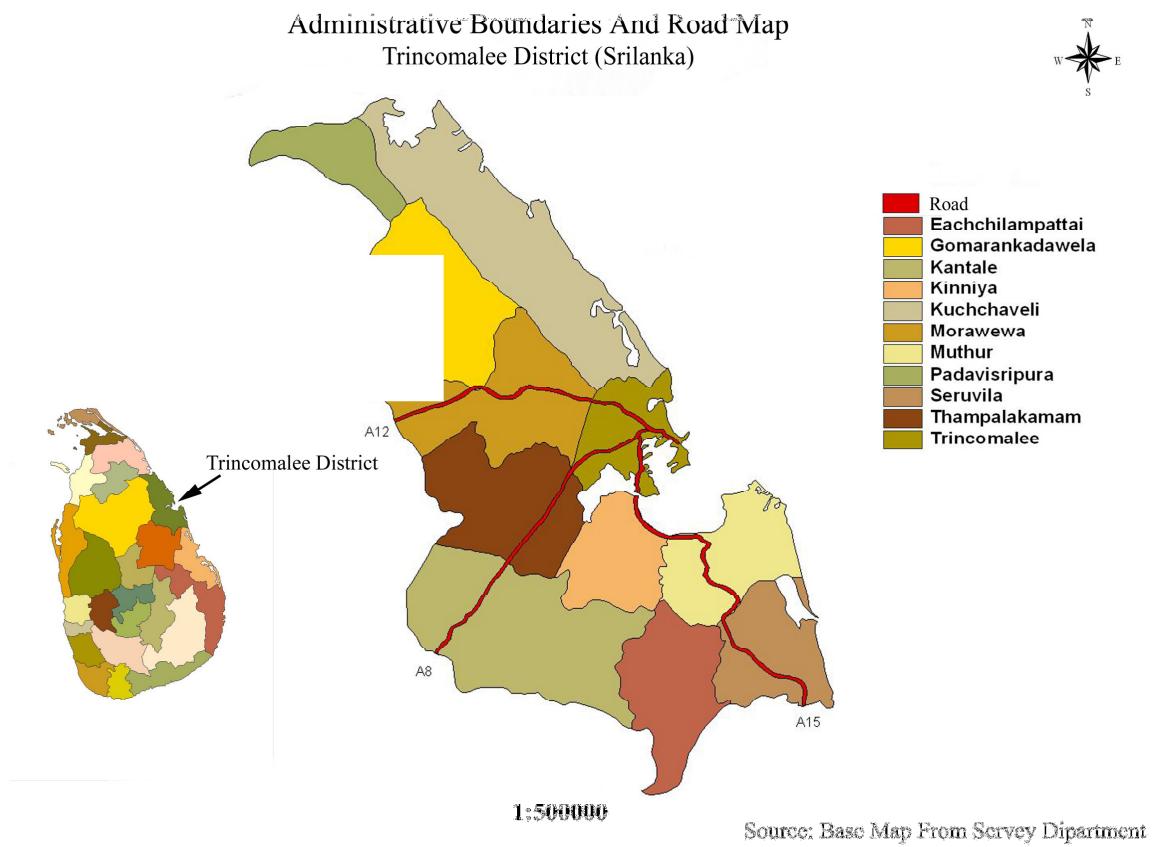 Administrative Boundaries And Road Map
Trincomalee District (Srilanka)
N
W E
S
Road
Eachchilampattai
Gomarankadawela
Kantale
Kinniya
Kuchchaveli
Morawewa
Muthur
Padavisripura
Seruvila
Thampalakamam
Trincomalee
A12
Trincomalee District
A8
A15
1:500000
Source: Base Map From Servey Dipartment